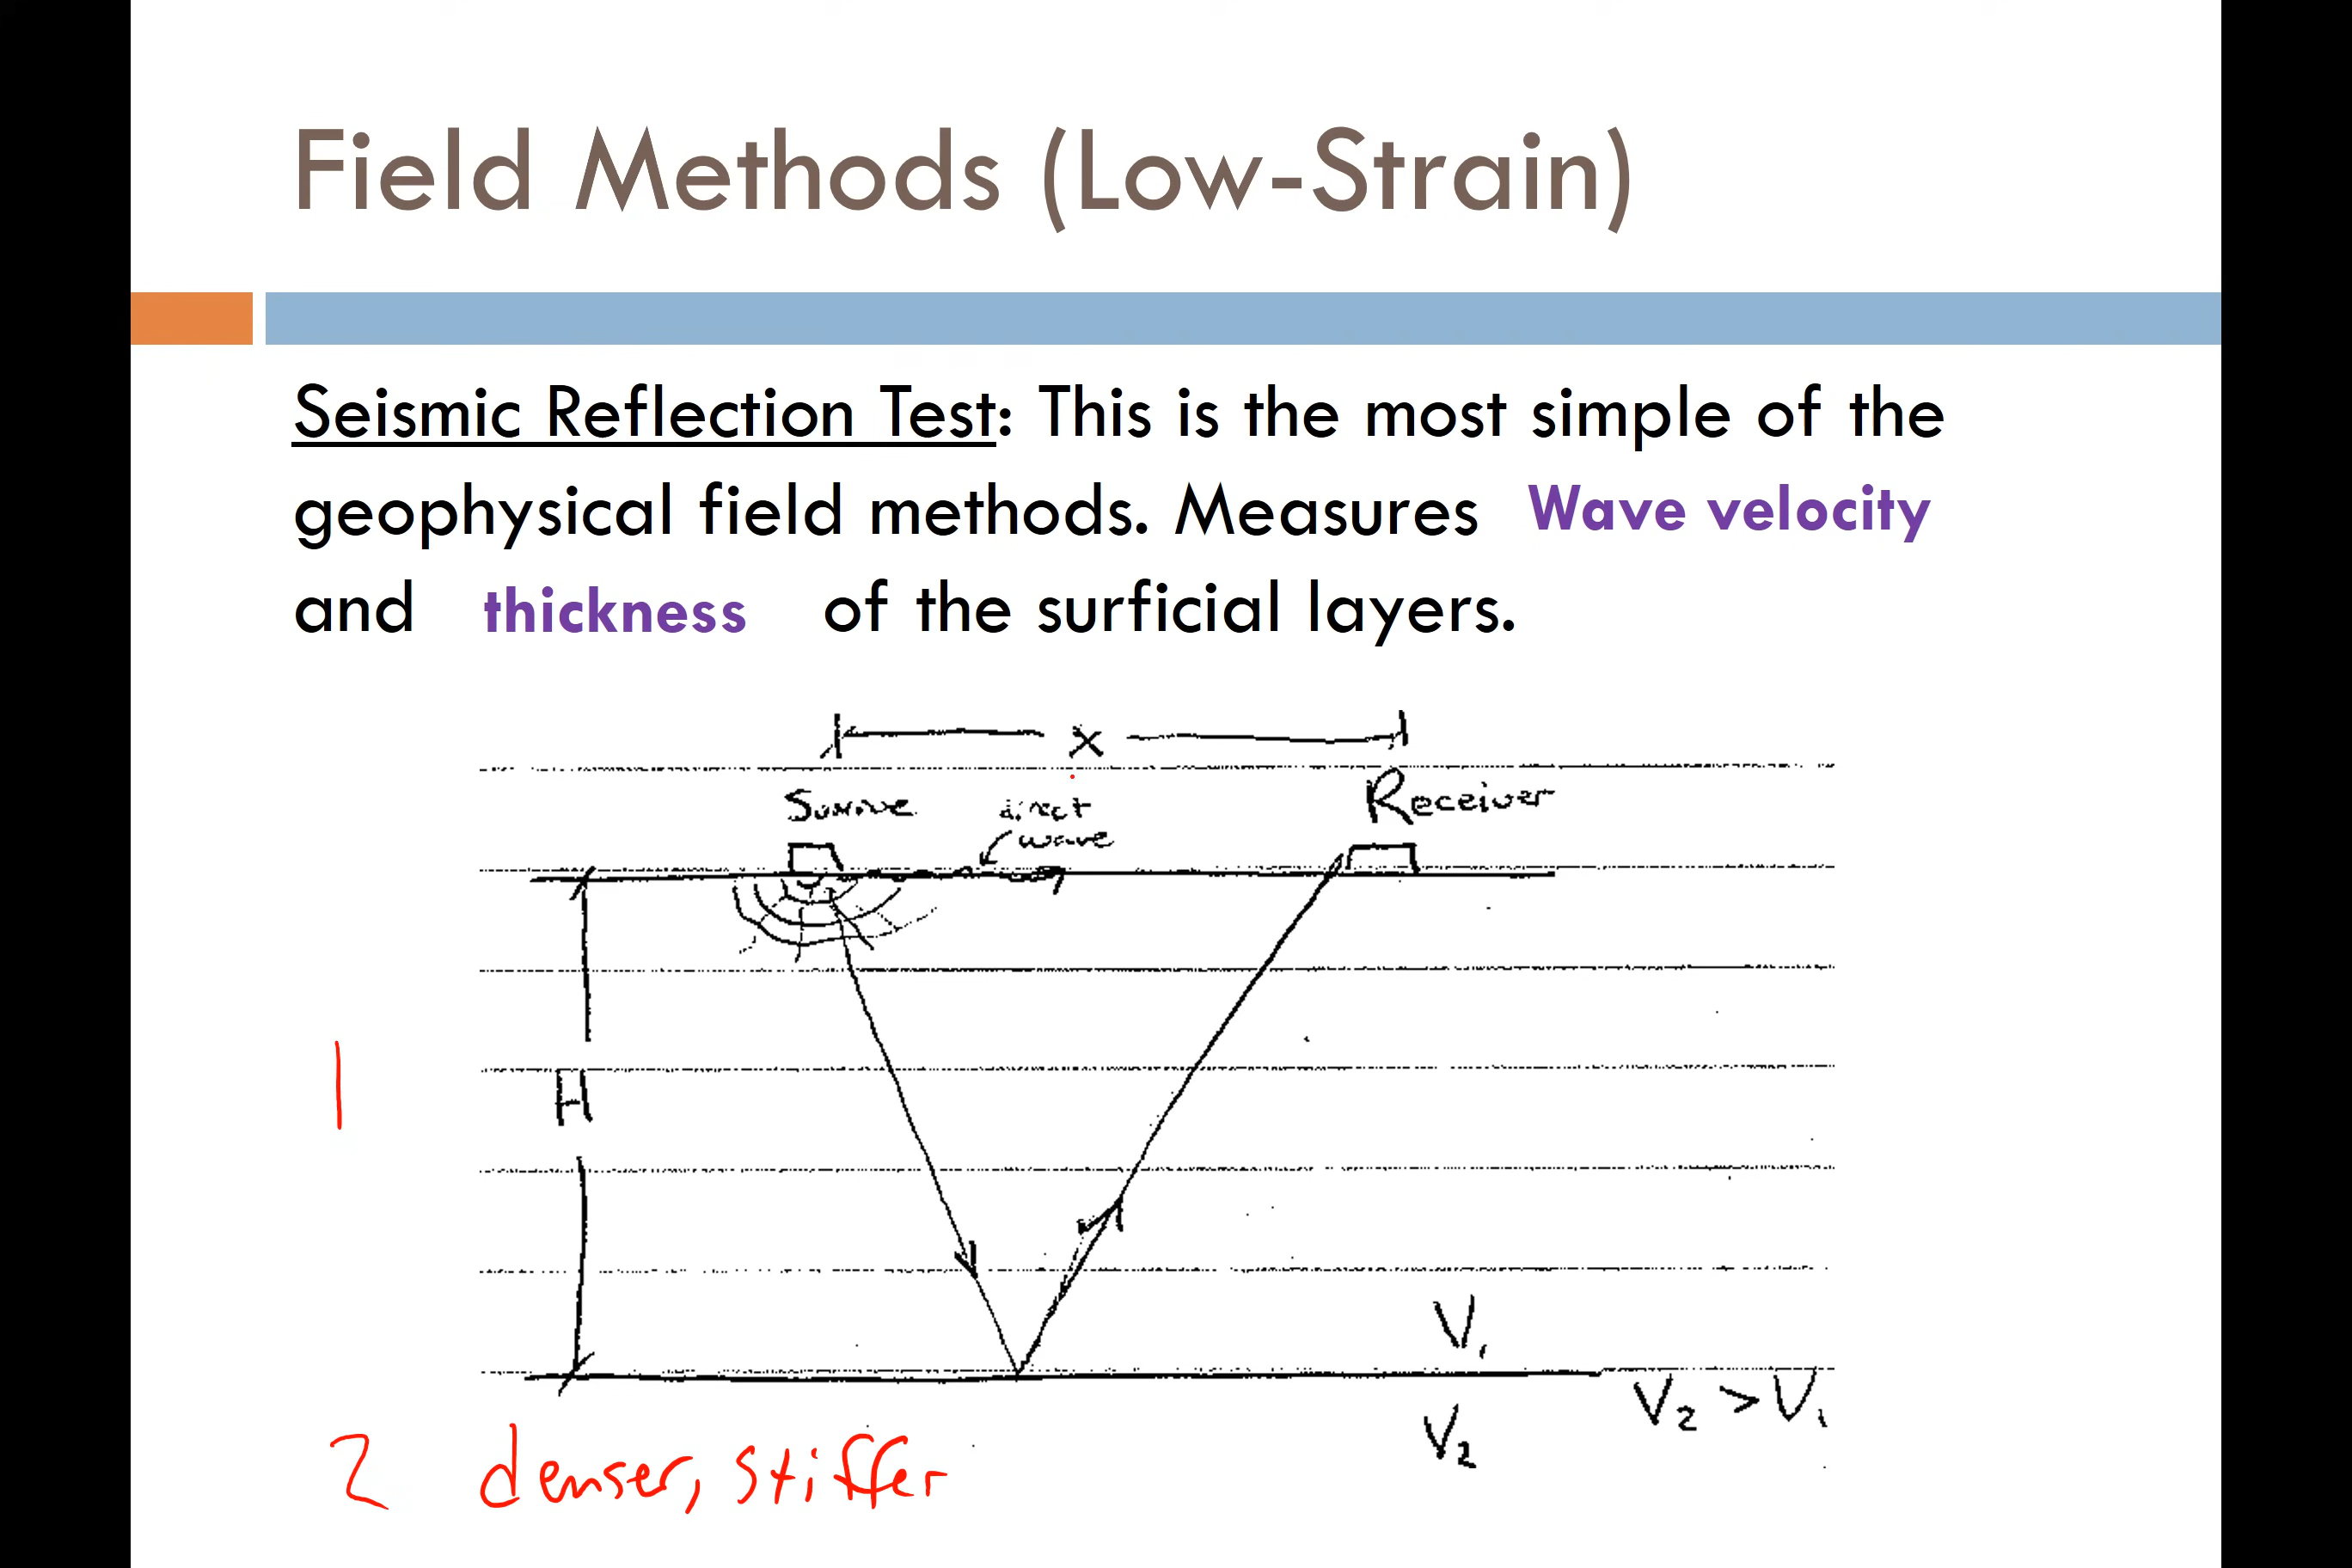 Field Methods (Low-Strain)
Seismic Reflection Test: This is the most simple of the
geophysical field methods. Measures Wave velocity
and thickness of the surficial layers.
x
Source
direct
wave
Receiver
1
H
V₁
V₂ > V₁
V₂
2 denser, stiffer